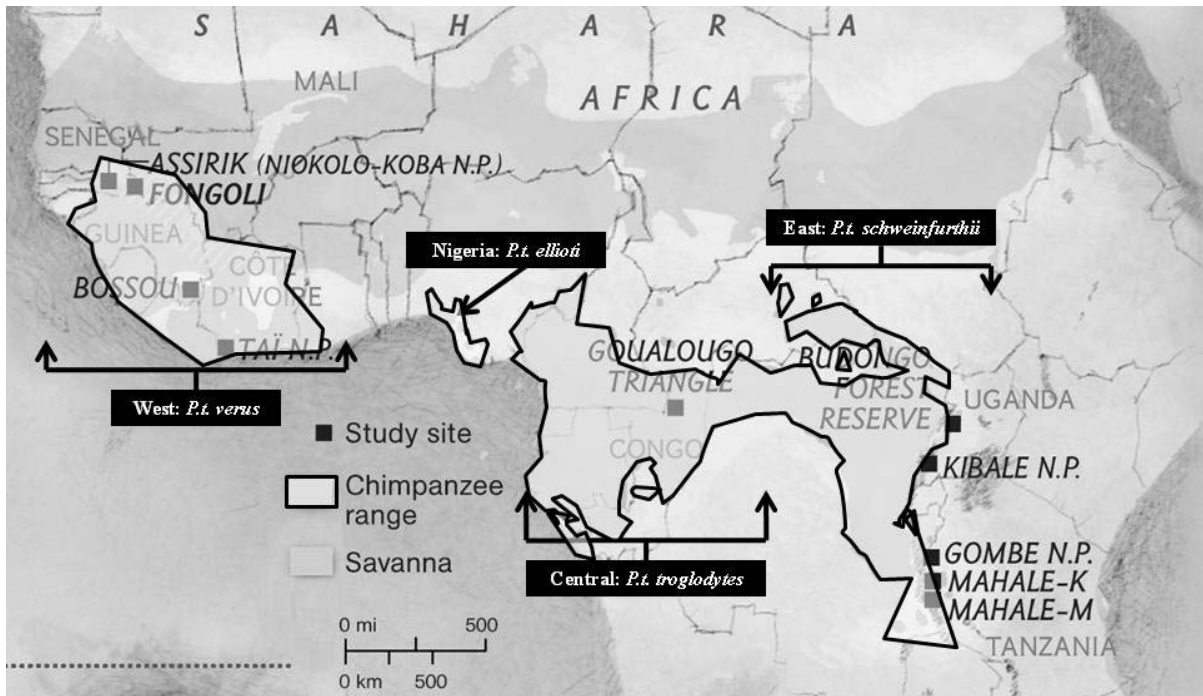 S A H A R A
MALI
AFRICA
SENEGAL
ASSIRIK (NIOKOLO-KOBA N.P.)
FONGOLI
GUINEA
Nigeria: P.t. ellioti
East: P.t. schweinfurthii
BOSSOU
CÔTE
D'IVOIRE
TAÏ N.P.
GOUALOUGO
TRIANGLE
BUDONGO
FOREST
RESERVE
UGANDA
West: P.t. verus
Study site
CONGO
KIBALE N.P.
Chimpanzee
range
Savanna
Central: P.t. troglodytes
GOMBE N.P.
MAHALE-K
MAHALE-M
TANZANIA
0 mi 500
0 km 500